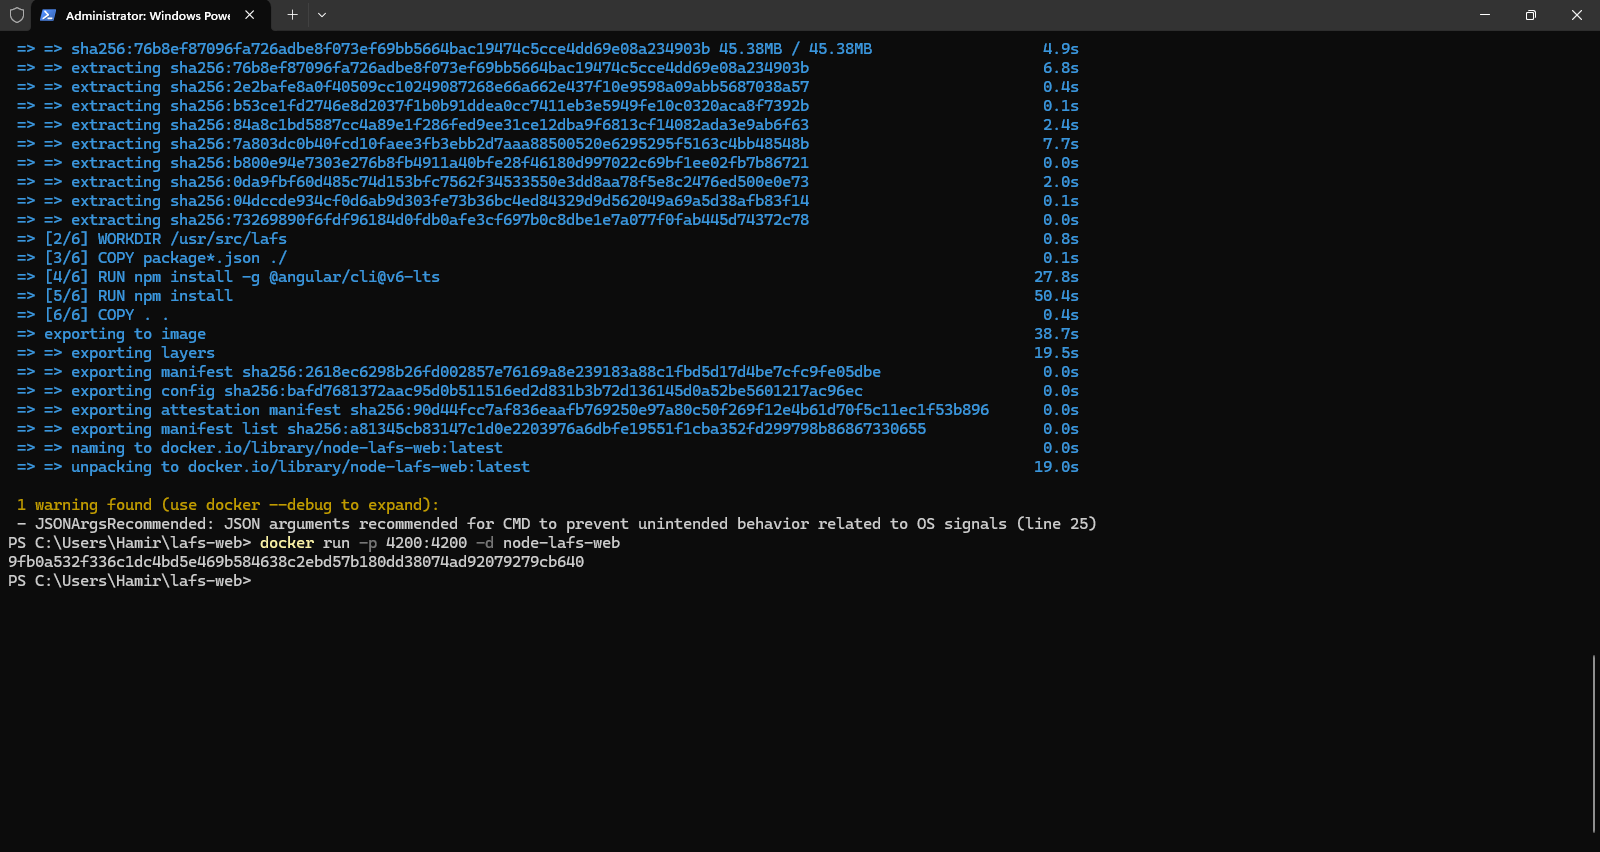 Administrator: Windows Powe
=> => sha256:76b8ef87096fa726adbe8f073ef69bb5664bac19474c5cce4dd69e08a234903b 45.38MB / 45.38MB 4.9s
=> => extracting sha256:76b8ef87096fa726adbe8f073ef69bb5664bac19474c5cce4dd69e08a234903b 6.8s
=> => extracting sha256:2e2bafe8a0f40509cc10249087268e66a662e437f10e9598a09abb5687038a57 0.4s
=> => extracting sha256:b53ce1fd2746e8d2037f1b0b91ddea0cc7411eb3e5949fe10c0320aca8f7392b 0.1s
=> => extracting sha256:84a8c1bd5887cc4a89e1f286fed9ee31ce12dba9f6813cf14082ada3e9ab6f63 2.4s
=> => extracting sha256:7a803dc0b40fcd10faee3fb3ebb2d7aaa88500520e6295295f5163c4bb48548b 7.7s
=> => extracting sha256:b800e94e7303e276b8fb4911a40bfe28f46180d997022c69bf1ee02fb7b86721 0.0s
=> => extracting sha256:0da9fbf60d485c74d153bfc7562f34533550e3dd8aa78f5e8c2476ed500e0e73 2.0s
=> => extracting sha256:04dccde934cf0d6ab9d303fe73b36bc4ed84329d9d562049a69a5d38afb83f14 0.1s
=> => extracting sha256:73269890f6fdf96184d0fdb0afe3cf697b0c8dbe1e7a077f0fab445d74372c78 0.0s
=> [2/6] WORKDIR /usr/src/lafs 0.8s
=> [3/6] COPY package*.json ./ 0.1s
=> [4/6] RUN npm install -g @angular/cli@v6-lts 27.8s
=> [5/6] RUN npm install 50.4s
=> [6/6] COPY . . 0.4s
=> exporting to image 38.7s
=> => exporting layers 19.5s
=> => exporting manifest sha256:2618ec6298b26fd002857e76169a8e239183a88c1fbd5d17d4be7cfc9fe05dbe 0.0s
=> => exporting config sha256:bafd7681372aac95d0b511516ed2d831b3b72d136145d0a52be5601217ac96ec 0.0s
=> => exporting attestation manifest sha256:90d44fcc7af836eaafb769250e97a80c50f269f12e4b61d70f5c11ec1f53b896 0.0s
=> => exporting manifest list sha256:a81345cb83147c1d0e2203976a6dbfe19551f1cba352fd299798b86867330655 0.0s
=> => naming to docker.io/library/node-lafs-web:latest 0.0s
=> => unpacking to docker.io/library/node-lafs-web:latest 19.0s
1 warning found (use docker --debug to expand):
- JSONArgsRecommended: JSON arguments recommended for CMD to prevent unintended behavior related to OS signals (line 25)
PS C:\Users\Hamir\lafs-web> docker run -p 4200:4200 -d node-lafs-web
9fb0a532f336c1dc4bd5e469b584638c2ebd57b180dd38074ad92079279cb640
PS C:\Users\Hamir\lafs-web>